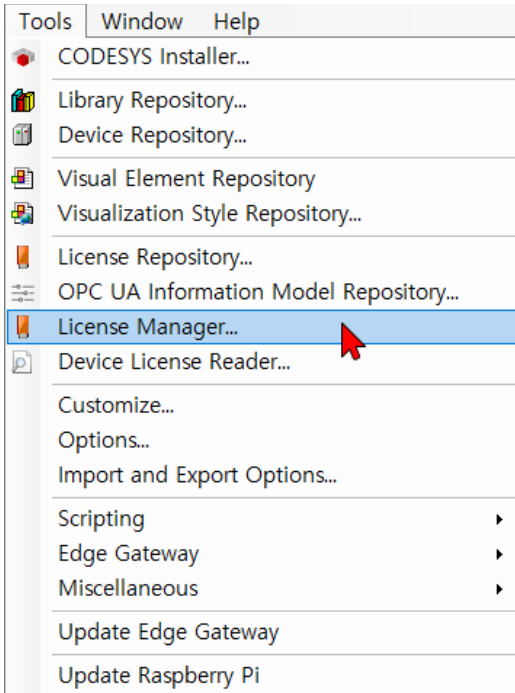 Tools Window Help
CODESYS Installer...
Library Repository...
Device Repository...
Visual Element Repository
Visualization Style Repository...
License Repository...
OPC UA Information Model Repository...
License Manager...
Device License Reader...
Customize...
Options...
Import and Export Options...
Scripting
Edge Gateway
Miscellaneous
Update Edge Gateway
Update Raspberry Pi